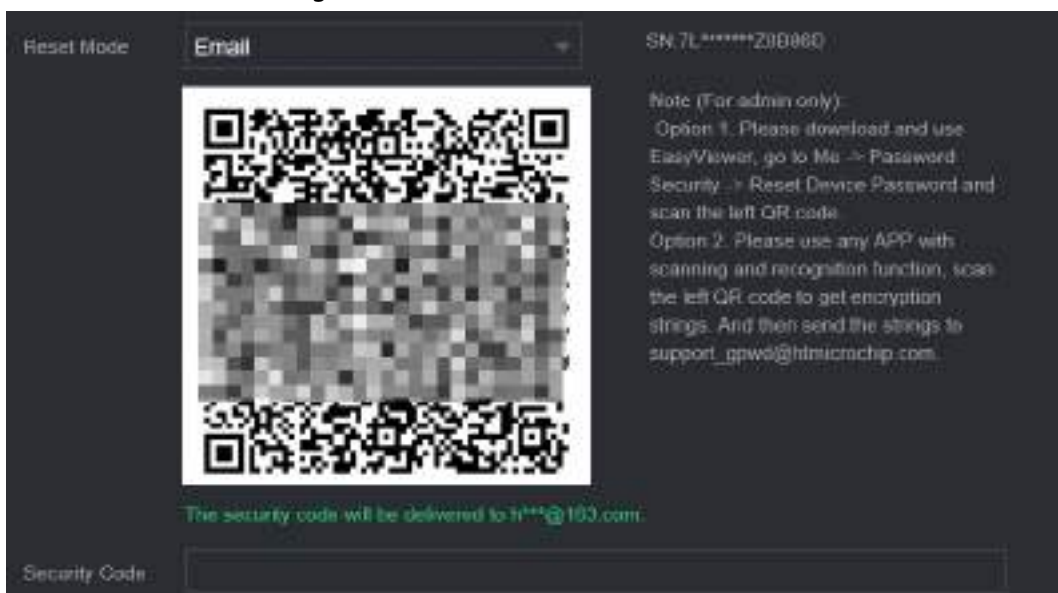 Reset Mode
Email
SN:7L*******Z8B86D
Note (For admin only):
Option 1. Please download and use
EasyViewer, go to Me -> Password
Security -> Reset Device Password and
scan the left QR code.
Option 2. Please use any APP with
scanning and recognition function, scan
the left QR code to get encryption
strings. And then send the strings to
support_gpwd@htmicrochip.com.
The security code will be delivered to h***@163.com.
Security Code